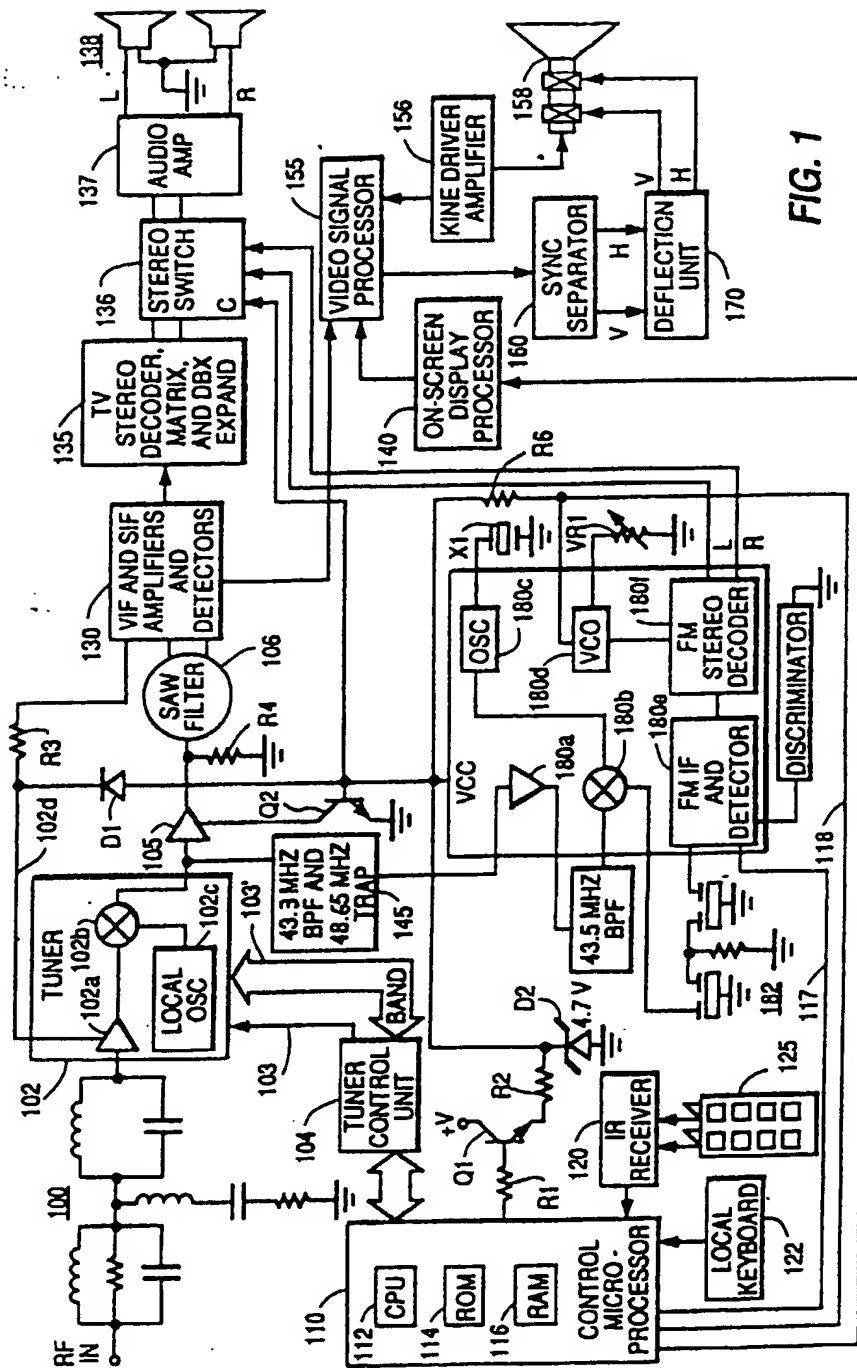 RF
IN
100
102
TUNER
102a
102b
102c
LOCAL
OSC
102d
103
103'
BAND
104
TUNER
CONTROL
UNIT
105
D1
Q2
R3
R4
106
SAW
FILTER
130
VIF AND SIF
AMPLIFIERS
AND
DETECTORS
135
TV
STEREO
DECODER,
MATRIX,
AND DBX
EXPAND
136
STEREO
SWITCH
C
137
AUDIO
AMP
L
R
138
43.3 MHZ
BPF AND
48.65 MHZ
TRAP
145
110
112
CPU
114
ROM
116
RAM
CONTROL
MICRO-
PROCESSOR
+V
Q1
R1
R2
D2
4.7 V
120
IR
RECEIVER
122
LOCAL
KEYBOARD
125
117
118
VCC
180a
180b
43.5 MHZ
BPF
OSC
180c
X1
VCO
180d
VR1
R6
180e
FM IF
AND
DETECTOR
180f
FM
STEREO
DECODER
L
R
DISCRIMINATOR
182
140
ON-SCREEN
DISPLAY
PROCESSOR
155
VIDEO SIGNAL
PROCESSOR
156
KINE DRIVER
AMPLIFIER
158
160
SYNC
SEPARATOR
V
H
170
DEFLECTION
UNIT
V
H
FIG. 1